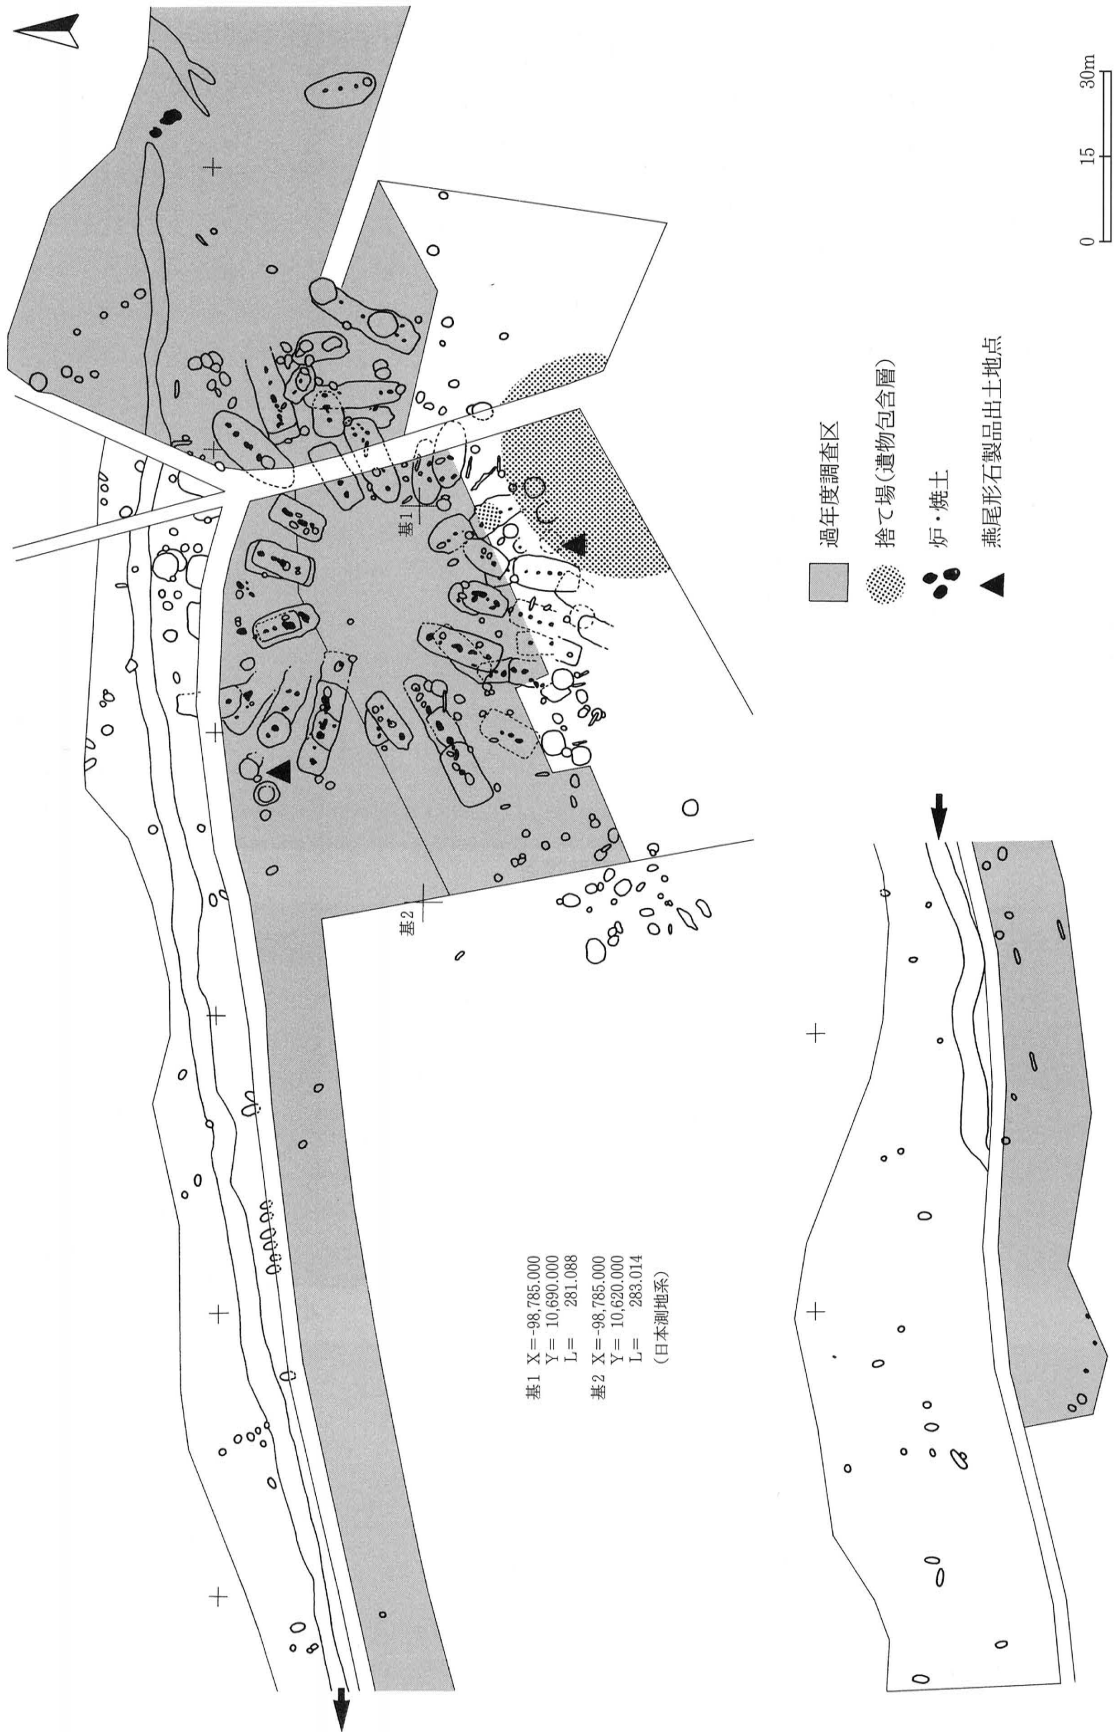 基1
基2
0 15 30m
過年度調査区
捨て場(遺物包含層)
炉・焼土
燕尾形石製品出土地点
基1 X=-98,785.000
Y= 10,690.000
L= 281.088
基2 X=-98,785.000
Y= 10,620.000
L= 283.014
(日本測地系)